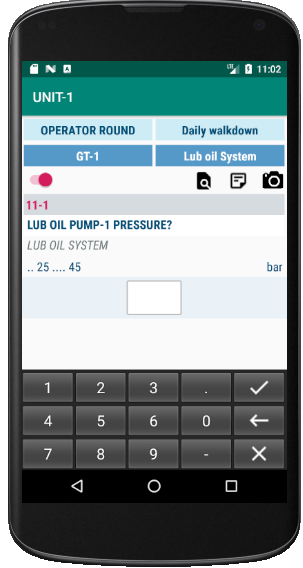 11:02
UNIT-1
OPERATOR ROUND Daily walkdown
GT-1 Lub oil System
11-1
LUB OIL PUMP-1 PRESSURE?
LUB OIL SYSTEM
.. 25 .... 45 bar
1 2 3 .
4 5 6 0
7 8 9 -